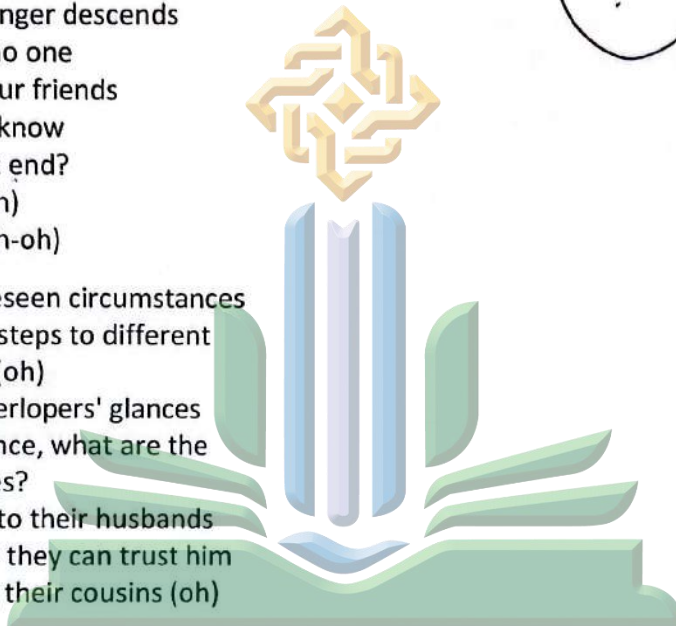 nger descends
no one
ur friends
know
end?
n)
n-oh)
eseen circumstances
steps to different
(oh)
erlopers' glances
nce, what are the
es?
to their husbands
they can trust him
their cousins (oh)